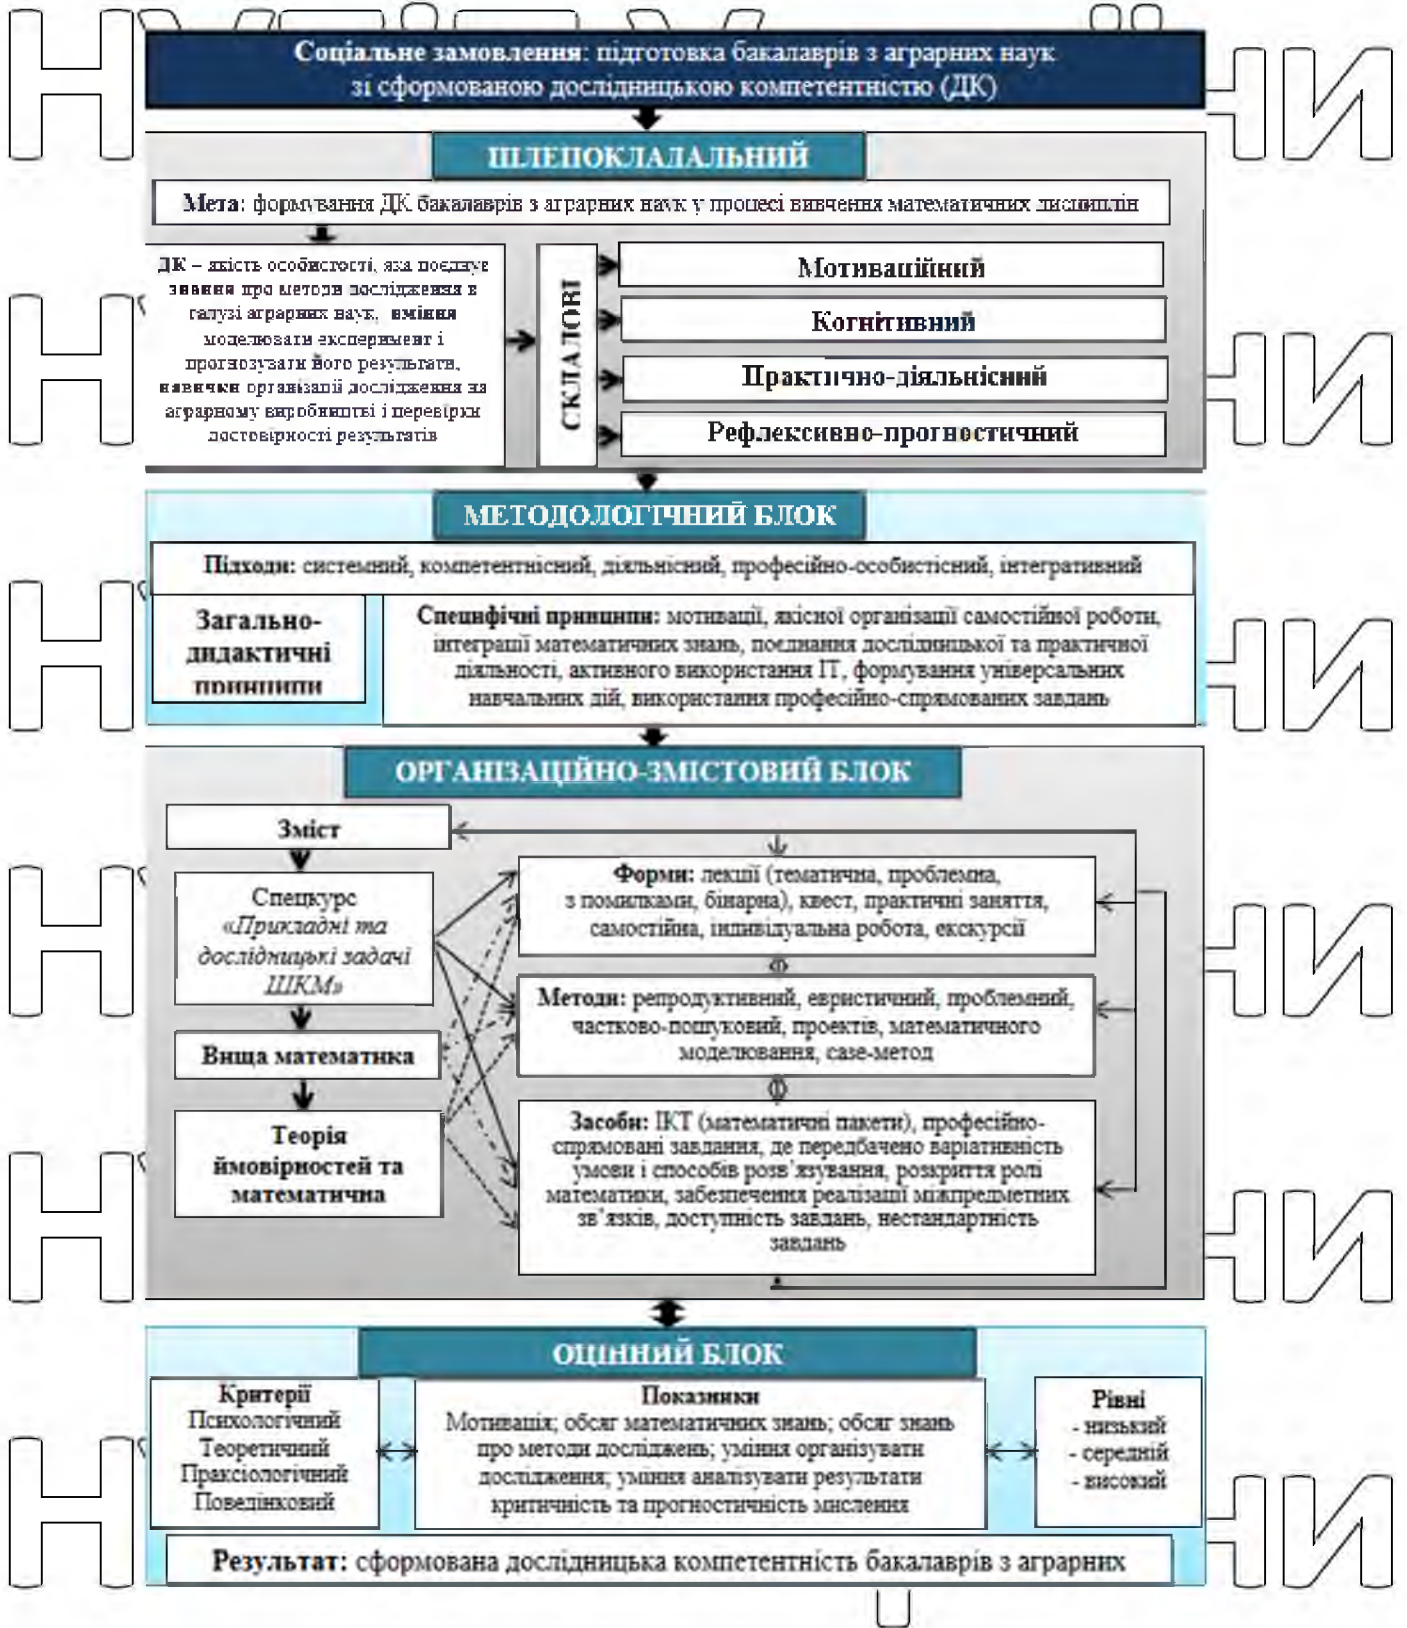 Соціальне замовлення: підготовка бакалаврів з аграрних наук
зі сформованою дослідницькою компетентністю (ДК)
ЦІЛЕПОКЛАДАЛЬНИЙ
Мета: формування ДК бакалаврів з аграрних наук у процесі вивчення математичних дисциплін
ДК – якість особистості, яка поєднує
знання про методи дослідження в
галузі аграрних наук, вміння
моделювати експеримент і
прогнозувати його результати,
навички організації дослідження на
аграрному виробництві і перевірки
достовірності результатів
СКЛАДОВІ
Мотиваційний
Когнітивний
Практично-діяльнісний
Рефлексивно-прогностичний
МЕТОДОЛОГІЧНИЙ БЛОК
Підходи: системний, компетентнісний, діяльнісний, професійно-особистісний, інтегративний
Загально-
дидактичні
принципи
Специфічні принципи: мотивації, якісної організації самостійної роботи,
інтеграції математичних знань, поєднання дослідницької та практичної
діяльності, активного використання ІТ, формування універсальних
навчальних дій, використання професійно-спрямованих завдань
ОРГАНІЗАЦІЙНО-ЗМІСТОВИЙ БЛОК
Зміст
Спецкурс
«Прикладні та
дослідницькі задачі
ШКМ»
Вища математика
Теорія
ймовірностей та
математична
Форми: лекції (тематична, проблемна,
з помилками, бінарна), квест, практичні заняття,
самостійна, індивідуальна робота, екскурсії
Методи: репродуктивний, евристичний, проблемний,
частково-пошуковий, проектів, математичного
моделювання, case-метод
Засоби: ІКТ (математичні пакети), професійно-
спрямовані завдання, де передбачено варіативність
умови і способів розв’язування, розкриття ролі
математики, забезпечення реалізації міжпредметних
зв’язків, доступність завдань, нестандартність
завдань
ОЦІННИЙ БЛОК
Критерії
Психологічний
Теоретичний
Праксіологічний
Поведінковий
Показники
Мотивація; обсяг математичних знань; обсяг знань
про методи досліджень; уміння організувати
дослідження; уміння аналізувати результати
критичність та прогностичність мислення
Рівні
- низький
- середній
- високий
Результат: сформована дослідницька компетентність бакалаврів з аграрних